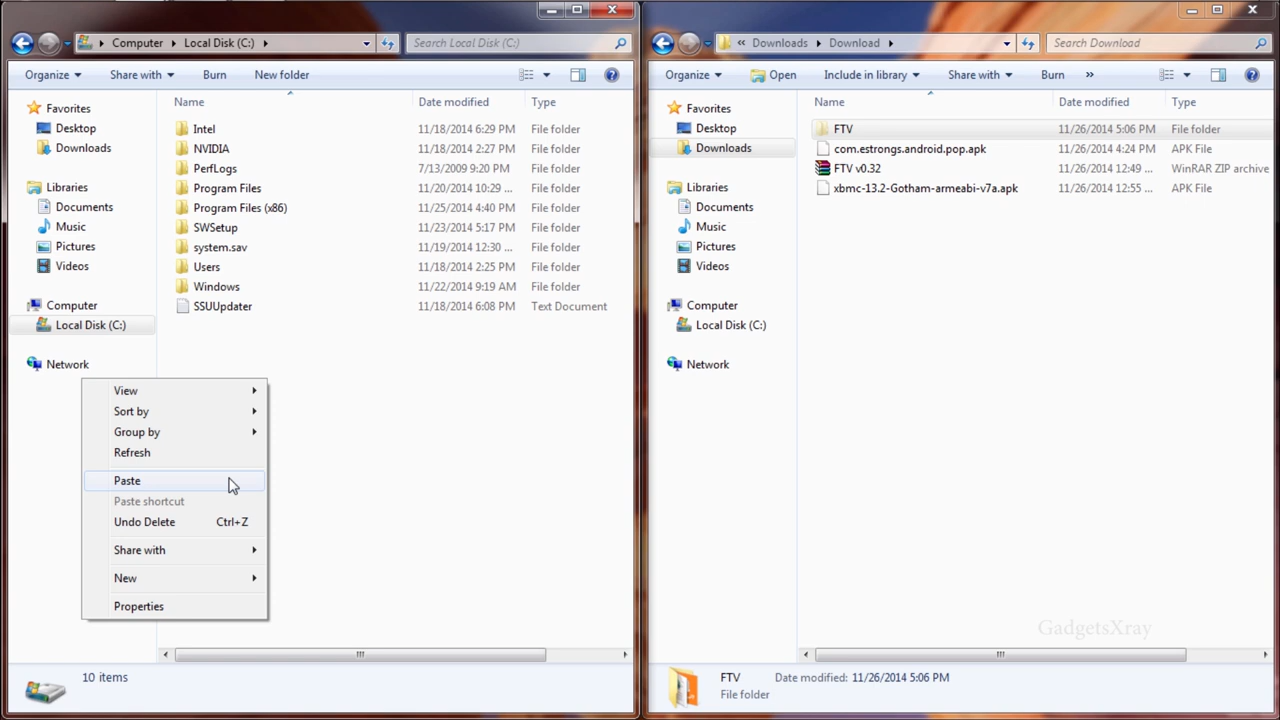 Computer Local Disk (C:)
Search Local Disk (C:)
Organize Share with Burn New folder
Favorites
Desktop
Downloads
Libraries
Documents
Music
Pictures
Videos
Computer
Local Disk (C:)
Network
Name Date modified Type
Intel 11/18/2014 6:29 PM File folder
NVIDIA 11/18/2014 2:27 PM File folder
PerfLogs 7/13/2009 9:20 PM File folder
Program Files 11/20/2014 10:29 ... File folder
Program Files (x86) 11/25/2014 4:40 PM File folder
SWSetup 11/23/2014 5:17 PM File folder
system.sav 11/19/2014 12:30 ... File folder
Users 11/18/2014 2:25 PM File folder
Windows 11/22/2014 9:19 AM File folder
SSUUpdater 11/18/2014 6:08 PM Text Document
View
Sort by
Group by
Refresh
Paste
Paste shortcut
Undo Delete Ctrl+Z
Share with
New
Properties
10 items
« Downloads Download
Search Download
Organize Open Include in library Share with Burn »
Favorites
Desktop
Downloads
Libraries
Documents
Music
Pictures
Videos
Computer
Local Disk (C:)
Network
Name Date modified Type
FTV 11/26/2014 5:06 PM File folder
com.estrongs.android.pop.apk 11/26/2014 4:24 PM APK File
FTV v0.32 11/26/2014 12:49 ... WinRAR ZIP archive
xbmc-13.2-Gotham-armeabi-v7a.apk 11/26/2014 12:55 ... APK File
GadgetsXray
FTV Date modified: 11/26/2014 5:06 PM
File folder